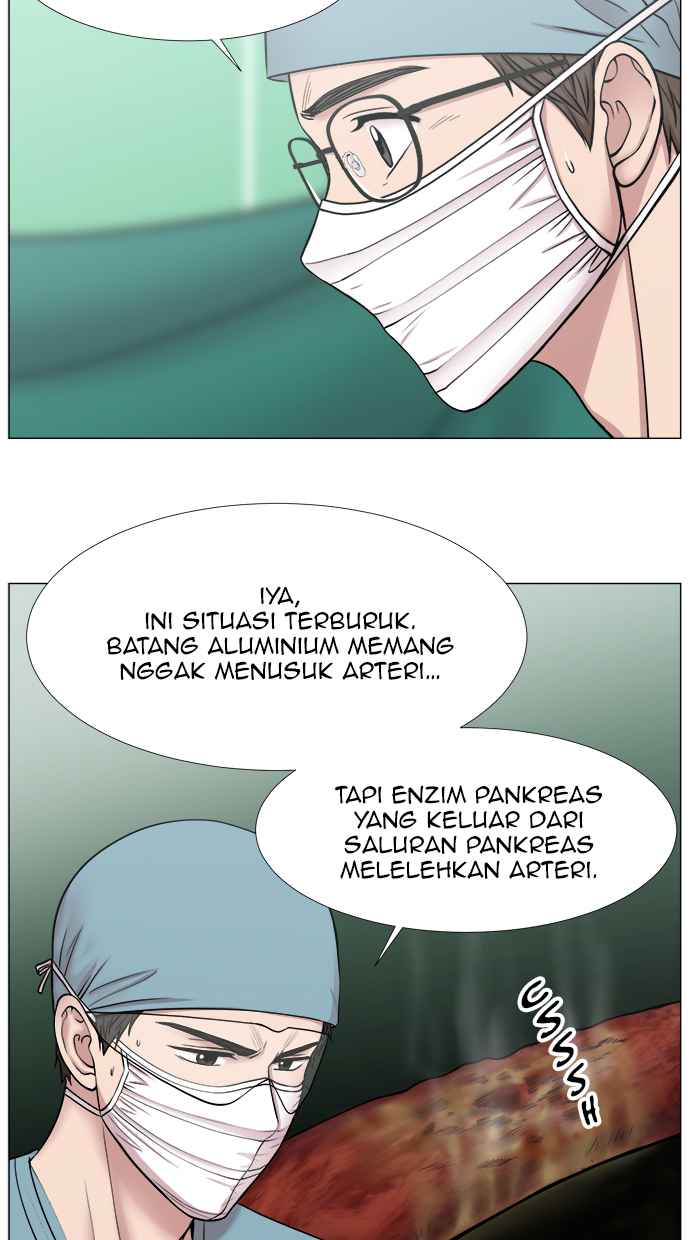 IYA,
INI SITUASI TERBURUK.
BATANG ALUMINIUM MEMANG
NGGAK MENUSUK ARTERI...
TAPI ENZIM PANKREAS
YANG KELUAR DARI
SALURAN PANKREAS
MELELEHKAN ARTERI.
CUSSSSH